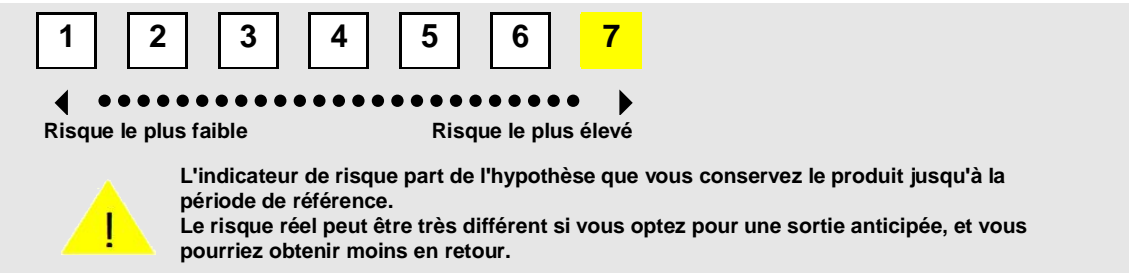 1 2 3 4 5 6 7
Risque le plus faible Risque le plus élevé
L'indicateur de risque part de l'hypothèse que vous conservez le produit jusqu'à la
période de référence.
Le risque réel peut être très différent si vous optez pour une sortie anticipée, et vous
pourriez obtenir moins en retour.
!